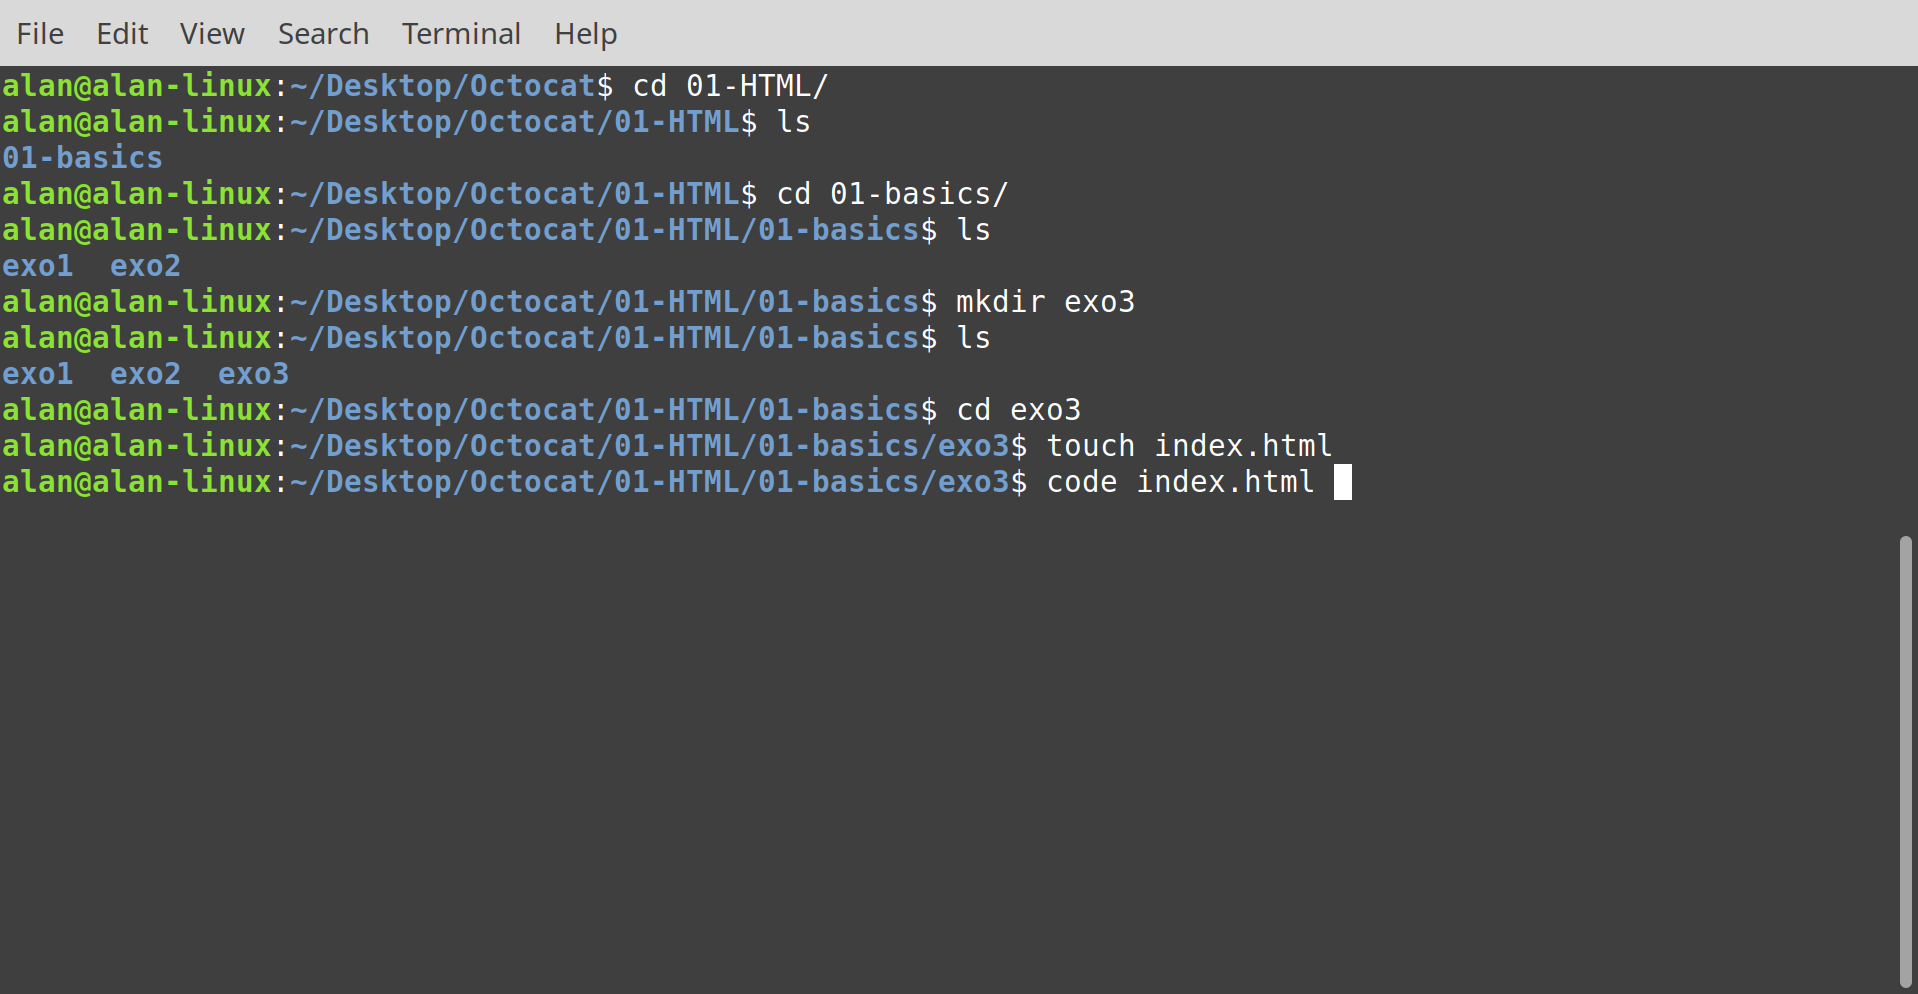 File Edit View Search Terminal Help
alan@alan-linux:~/Desktop/Octocat$ cd 01-HTML/
alan@alan-linux:~/Desktop/Octocat/01-HTML$ ls
01-basics
alan@alan-linux:~/Desktop/Octocat/01-HTML$ cd 01-basics/
alan@alan-linux:~/Desktop/Octocat/01-HTML/01-basics$ ls
exo1  exo2
alan@alan-linux:~/Desktop/Octocat/01-HTML/01-basics$ mkdir exo3
alan@alan-linux:~/Desktop/Octocat/01-HTML/01-basics$ ls
exo1  exo2  exo3
alan@alan-linux:~/Desktop/Octocat/01-HTML/01-basics$ cd exo3
alan@alan-linux:~/Desktop/Octocat/01-HTML/01-basics/exo3$ touch index.html
alan@alan-linux:~/Desktop/Octocat/01-HTML/01-basics/exo3$ code index.html